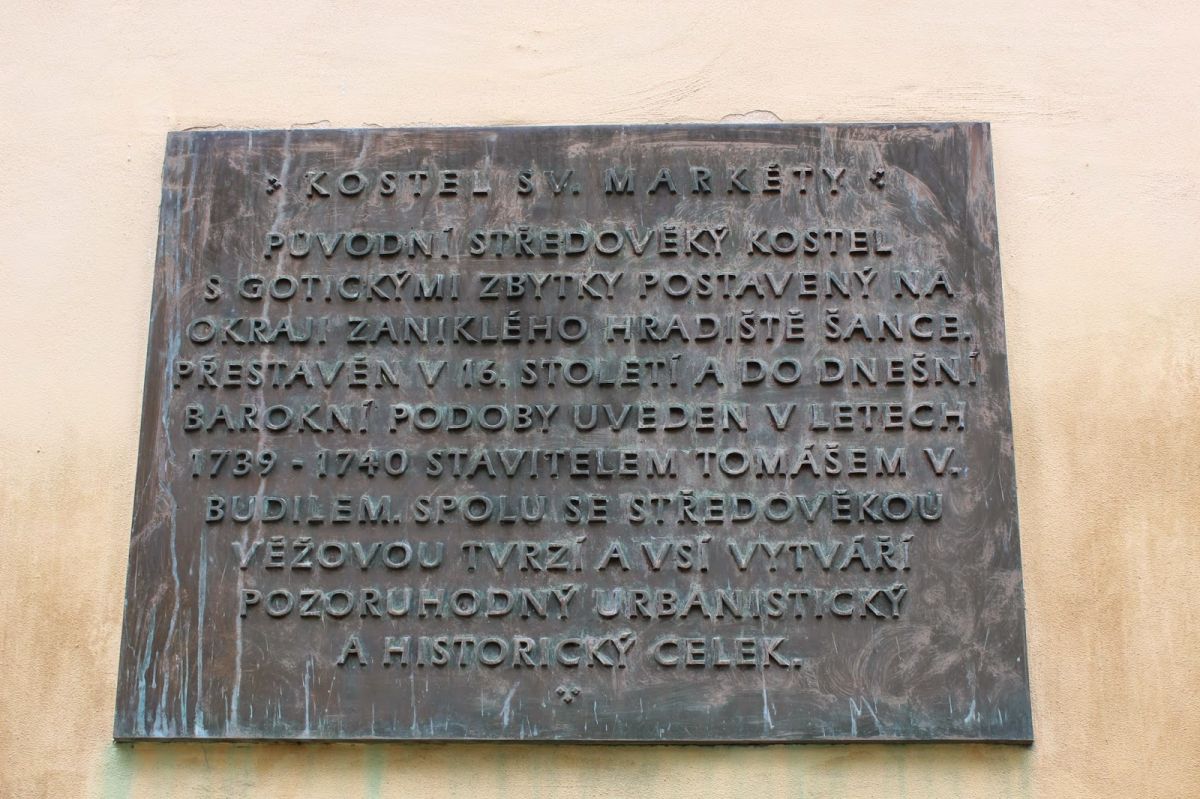 KOSTEL SV. MARKÉTY
PŮVODNÍ STŘEDOVĚKÝ KOSTEL
S GOTICKÝMI ZBYTKY POSTAVENÝ NA
OKRAJI ZANIKLÉHO HRADIŠTĚ ŠANCE.
PŘESTAVĚN V 16. STOLETÍ A DO DNEŠNÍ
BAROKNÍ PODOBY UVEDEN V LETECH
1739 - 1740 STAVITELEM TOMÁŠEM V.
BUDILEM. SPOLU SE STŘEDOVĚKOU
VĚŽOVOU TVRZÍ A VSÍ VYTVÁŘÍ
POZORUHODNÝ URBANISTICKÝ
A HISTORICKÝ CELEK.